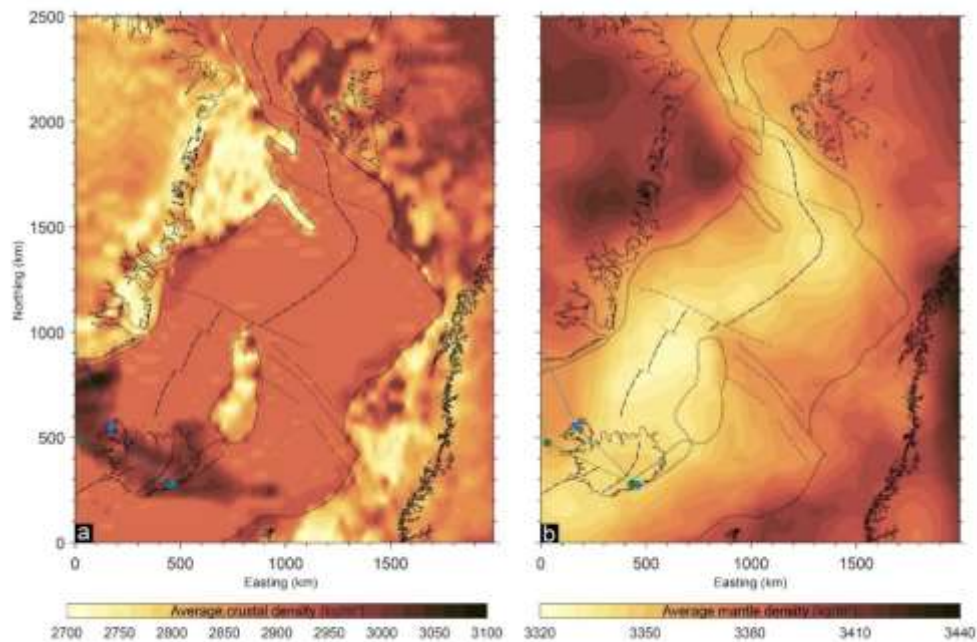 2500
2000
1500
1000
500
0
Northing (km)
a
b
0 500 1000 1500
0 500 1000 1500
Easting (km)
Easting (km)
Average crustal density (kg/m³)
Average mantle density (kg/m³)
2700 2750 2800 2850 2900 2950 3000 3050 3100
3320 3350 3360 3410 3440